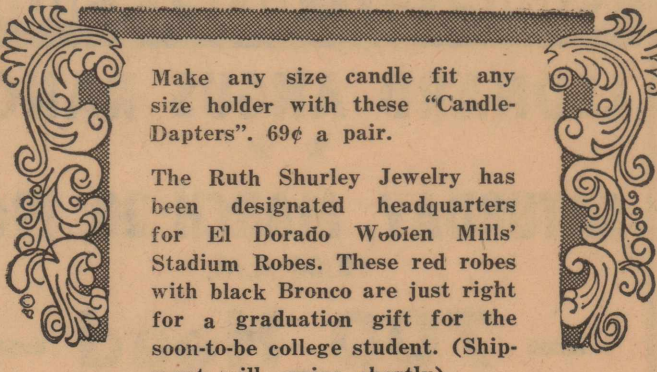 Make any size candle fit any
size holder with these “Candle-
Dapters”. 69¢ a pair.
The Ruth Shurley Jewelry has
been designated headquarters
for El Dorado Woolen Mills’
Stadium Robes. These red robes
with black Bronco are just right
for a graduation gift for the
soon-to-be college student. (Ship-